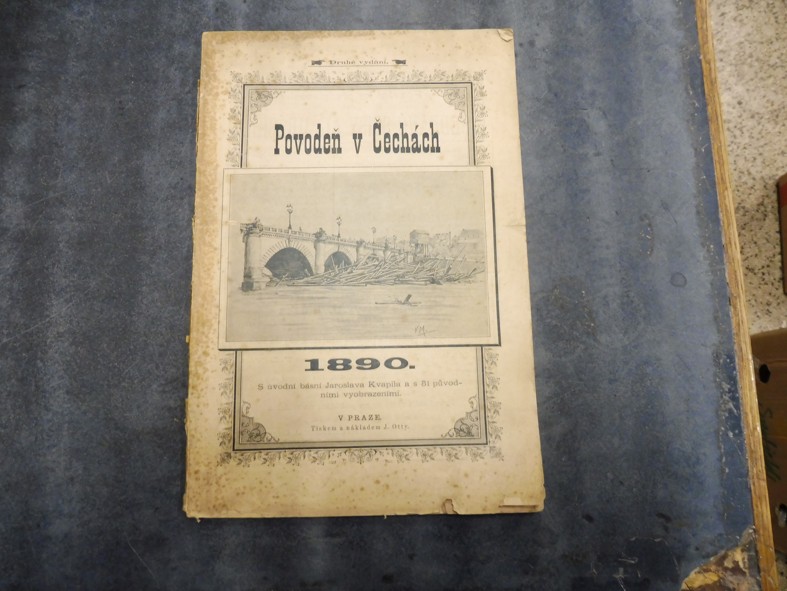 Druhé vydání.
Povodeň v Čechách
1890.
S úvodní básní Jaroslava Kvapila a s 81 původ-
ními vyobrazeními.
V PRAZE.
Tiskem a nákladem J. Otty.